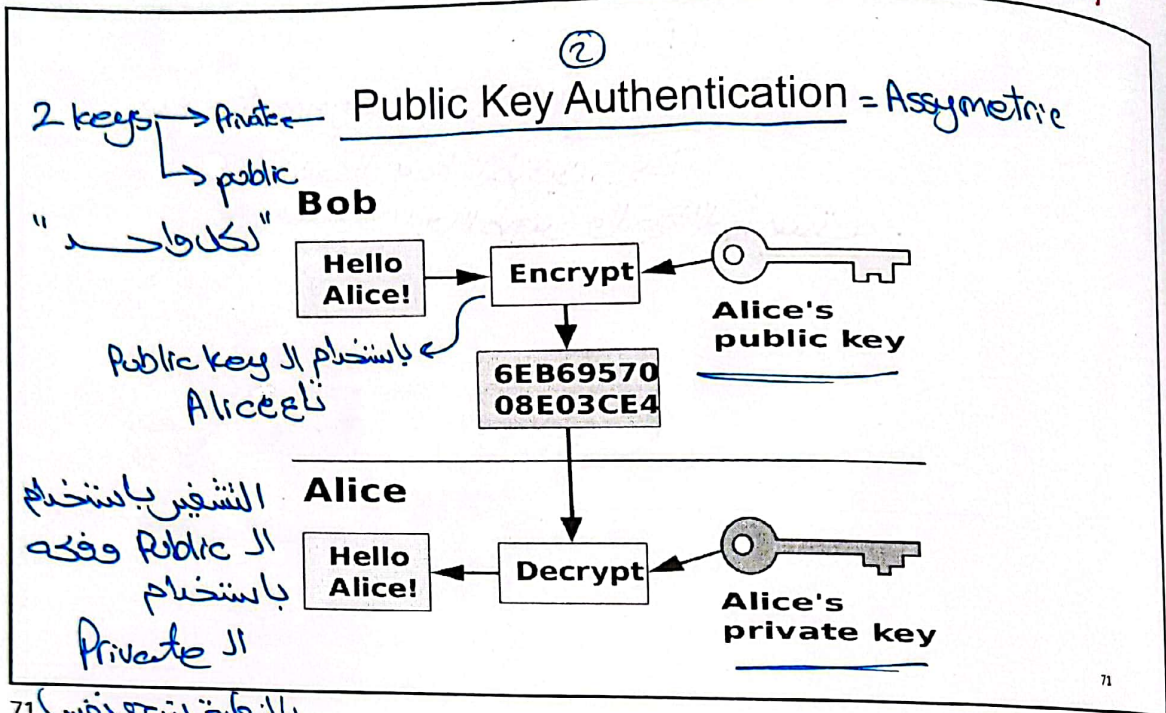 ②
2 keys → Private
Public Key Authentication = Assymetric
→ public
"لكل واحد"
Bob
Hello
Alice!
Encrypt
Alice's
public key
باستخدام ال Public key
تاع Alice
6EB69570
08E03CE4
Alice
التشفير باستخدام
ال Public وفكه
باستخدام
ال Private
Hello
Alice!
Decrypt
Alice's
private key
71
71